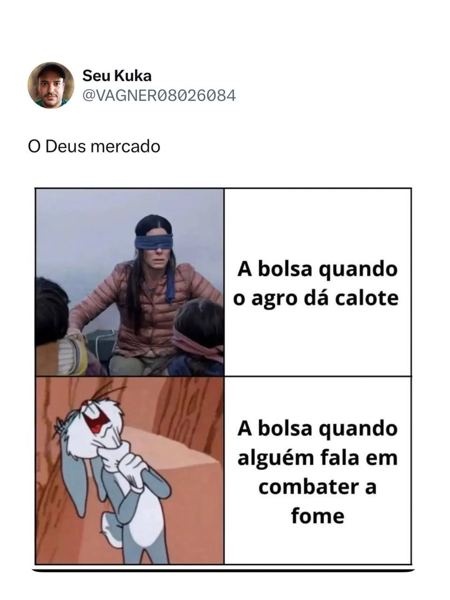 Seu Kuka
@VAGNER08026084
O Deus mercado
A bolsa quando
o agro dá calote
A bolsa quando
alguém fala em
combater a
fome